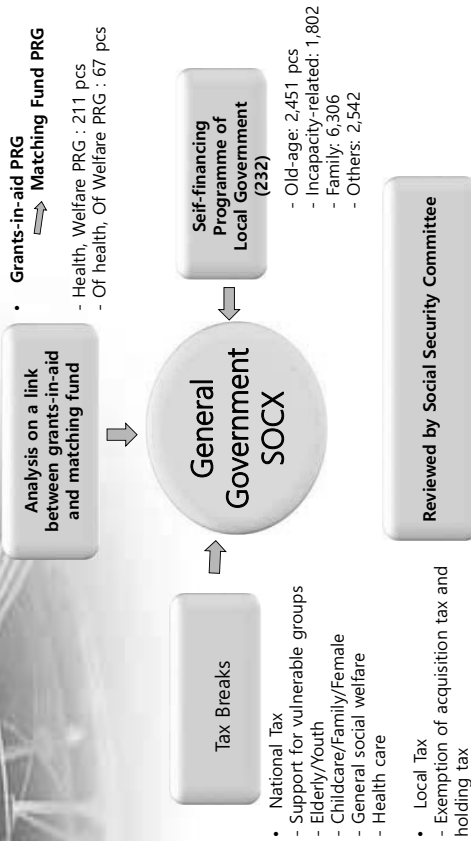 Analysis on a link
between grants-in-aid
and matching fund
• Grants-in-aid PRG
Matching Fund PRG
- Health, Welfare PRG : 211 pcs
- Of health, Of Welfare PRG : 67 pcs
Tax Breaks
• National Tax
- Support for vulnerable groups
- Elderly/Youth
- Childcare/Family/Female
- General social welfare
- Health care
• Local Tax
- Exemption of acquisition tax and
holding tax
General
Government
SOCX
Seif-financing
Programme of
Local Government
(232)
- Old-age: 2,451 pcs
- Incapacity-related: 1,802
- Family: 6,306
- Others: 2,542
Reviewed by Social Security Committee